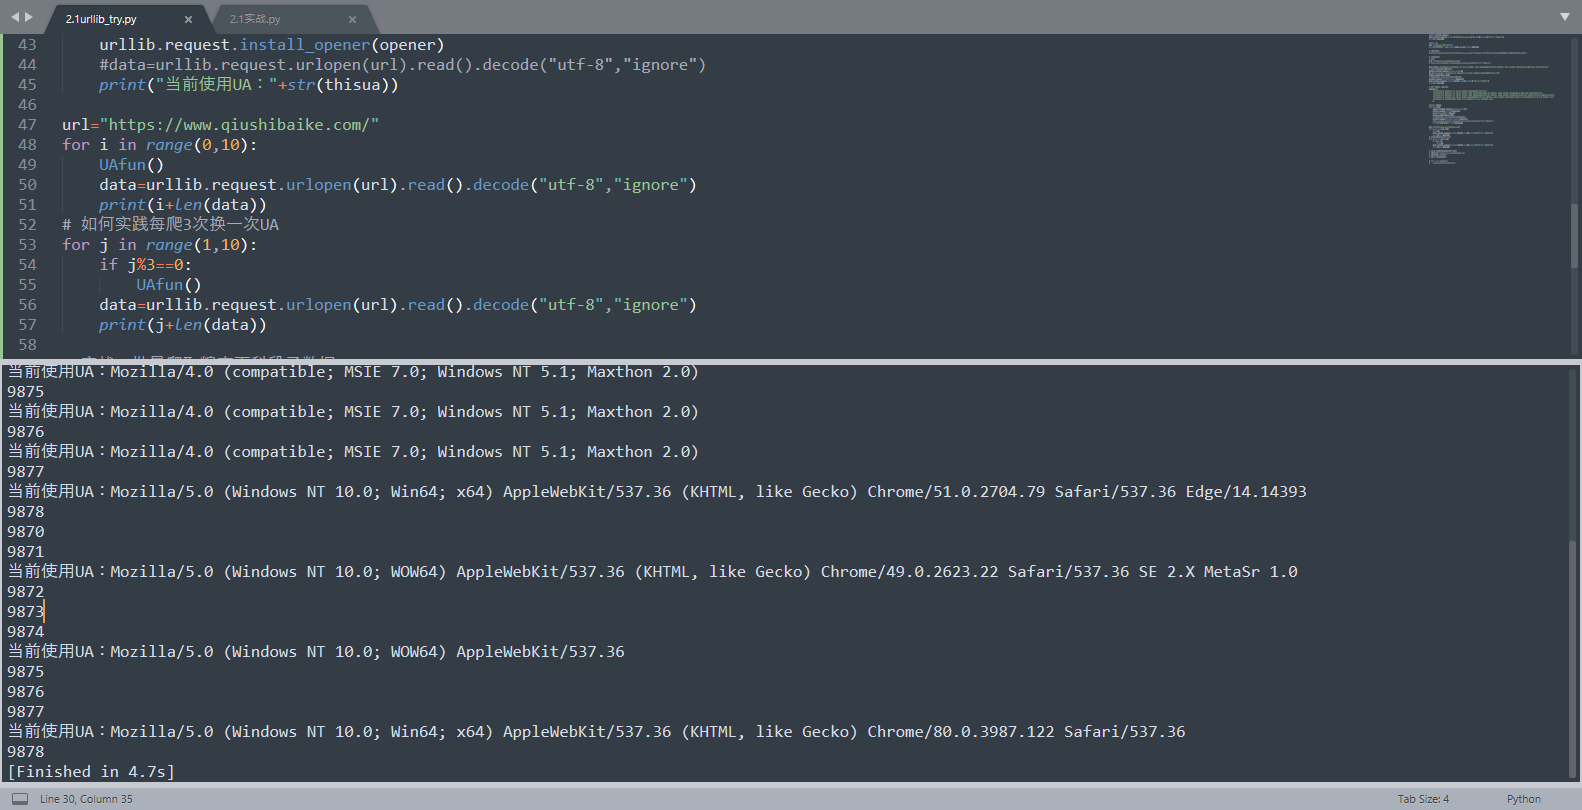 2.1urllib_try.py × 2.1实战.py ×
43 urllib.request.install_opener(opener)
44 #data=urllib.request.urlopen(url).read().decode("utf-8","ignore")
45 print("当前使用UA："+str(thisua))
46
47 url="https://www.qiushibaike.com/"
48 for i in range(0,10):
49 UAfun()
50 data=urllib.request.urlopen(url).read().decode("utf-8","ignore")
51 print(i+len(data))
52 # 如何实践每爬3次换一次UA
53 for j in range(1,10):
54 if j%3==0:
55 UAfun()
56 data=urllib.request.urlopen(url).read().decode("utf-8","ignore")
57 print(j+len(data))
58
当前使用UA：Mozilla/4.0 (compatible; MSIE 7.0; Windows NT 5.1; Maxthon 2.0)
9875
当前使用UA：Mozilla/4.0 (compatible; MSIE 7.0; Windows NT 5.1; Maxthon 2.0)
9876
当前使用UA：Mozilla/4.0 (compatible; MSIE 7.0; Windows NT 5.1; Maxthon 2.0)
9877
当前使用UA：Mozilla/5.0 (Windows NT 10.0; Win64; x64) AppleWebKit/537.36 (KHTML, like Gecko) Chrome/51.0.2704.79 Safari/537.36 Edge/14.14393
9878
9870
9871
当前使用UA：Mozilla/5.0 (Windows NT 10.0; WOW64) AppleWebKit/537.36 (KHTML, like Gecko) Chrome/49.0.2623.22 Safari/537.36 SE 2.X MetaSr 1.0
9872
9873
9874
当前使用UA：Mozilla/5.0 (Windows NT 10.0; WOW64) AppleWebKit/537.36
9875
9876
9877
当前使用UA：Mozilla/5.0 (Windows NT 10.0; Win64; x64) AppleWebKit/537.36 (KHTML, like Gecko) Chrome/80.0.3987.122 Safari/537.36
9878
[Finished in 4.7s]
Line 30, Column 35 Tab Size: 4 Python